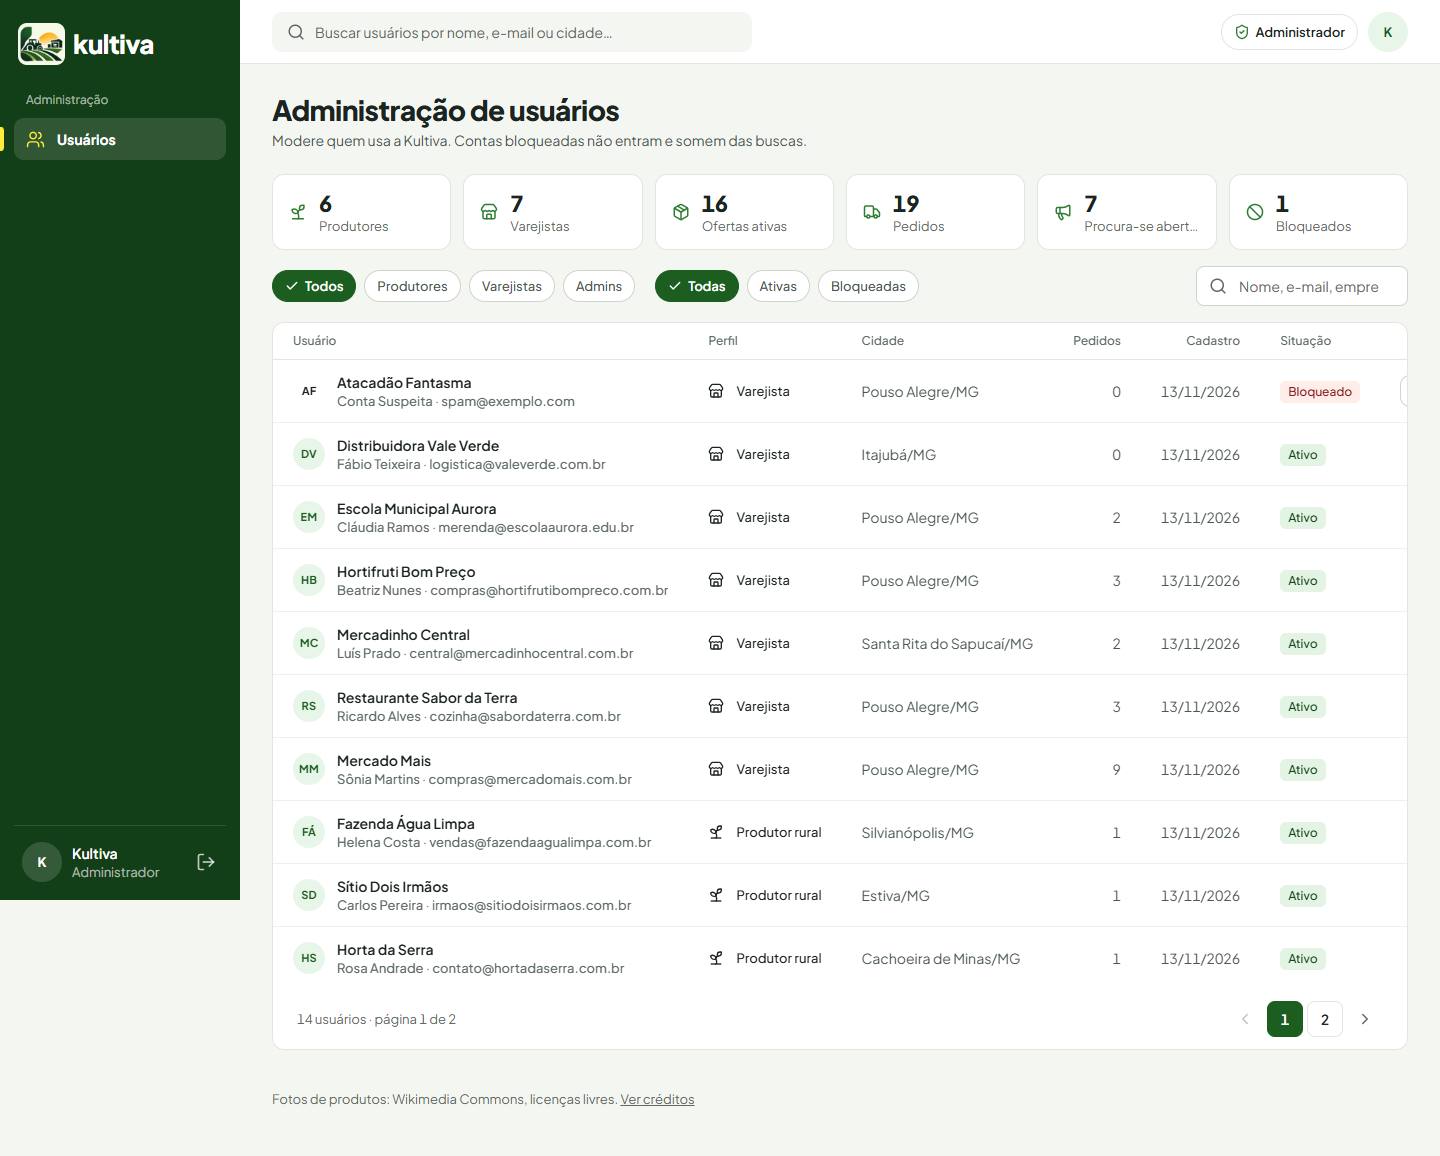 kultiva
Buscar usuários por nome, e-mail ou cidade...
Administrador
K
Administração
Usuários
Administração de usuários
Modere quem usa a Kultiva. Contas bloqueadas não entram e somem das buscas.
6
Produtores
7
Varejistas
16
Ofertas ativas
19
Pedidos
7
Procura-se abert...
1
Bloqueados
Todos
Produtores
Varejistas
Admins
Todas
Ativas
Bloqueadas
Nome, e-mail, empre
Usuário Perfil Cidade Pedidos Cadastro Situação
AF Atacadão Fantasma Varejista Pouso Alegre/MG 0 13/11/2026 Bloqueado
Conta Suspeita · spam@exemplo.com
DV Distribuidora Vale Verde Varejista Itajubá/MG 0 13/11/2026 Ativo
Fábio Teixeira · logistica@valeverde.com.br
EM Escola Municipal Aurora Varejista Pouso Alegre/MG 2 13/11/2026 Ativo
Cláudia Ramos · merenda@escolaaurora.edu.br
HB Hortifruti Bom Preço Varejista Pouso Alegre/MG 3 13/11/2026 Ativo
Beatriz Nunes · compras@hortifrutibompreco.com.br
MC Mercadinho Central Varejista Santa Rita do Sapucaí/MG 2 13/11/2026 Ativo
Luís Prado · central@mercadinhocentral.com.br
RS Restaurante Sabor da Terra Varejista Pouso Alegre/MG 3 13/11/2026 Ativo
Ricardo Alves · cozinha@sabordaterra.com.br
MM Mercado Mais Varejista Pouso Alegre/MG 9 13/11/2026 Ativo
Sônia Martins · compras@mercadomais.com.br
FÁ Fazenda Água Limpa Produtor rural Silvianópolis/MG 1 13/11/2026 Ativo
Helena Costa · vendas@fazendaagualimpa.com.br
SD Sítio Dois Irmãos Produtor rural Estiva/MG 1 13/11/2026 Ativo
Carlos Pereira · irmaos@sitiodoisirmaos.com.br
HS Horta da Serra Produtor rural Cachoeira de Minas/MG 1 13/11/2026 Ativo
Rosa Andrade · contato@hortadaserra.com.br
14 usuários · página 1 de 2
1 2
K
Kultiva
Administrador
Fotos de produtos: Wikimedia Commons, licenças livres. Ver créditos